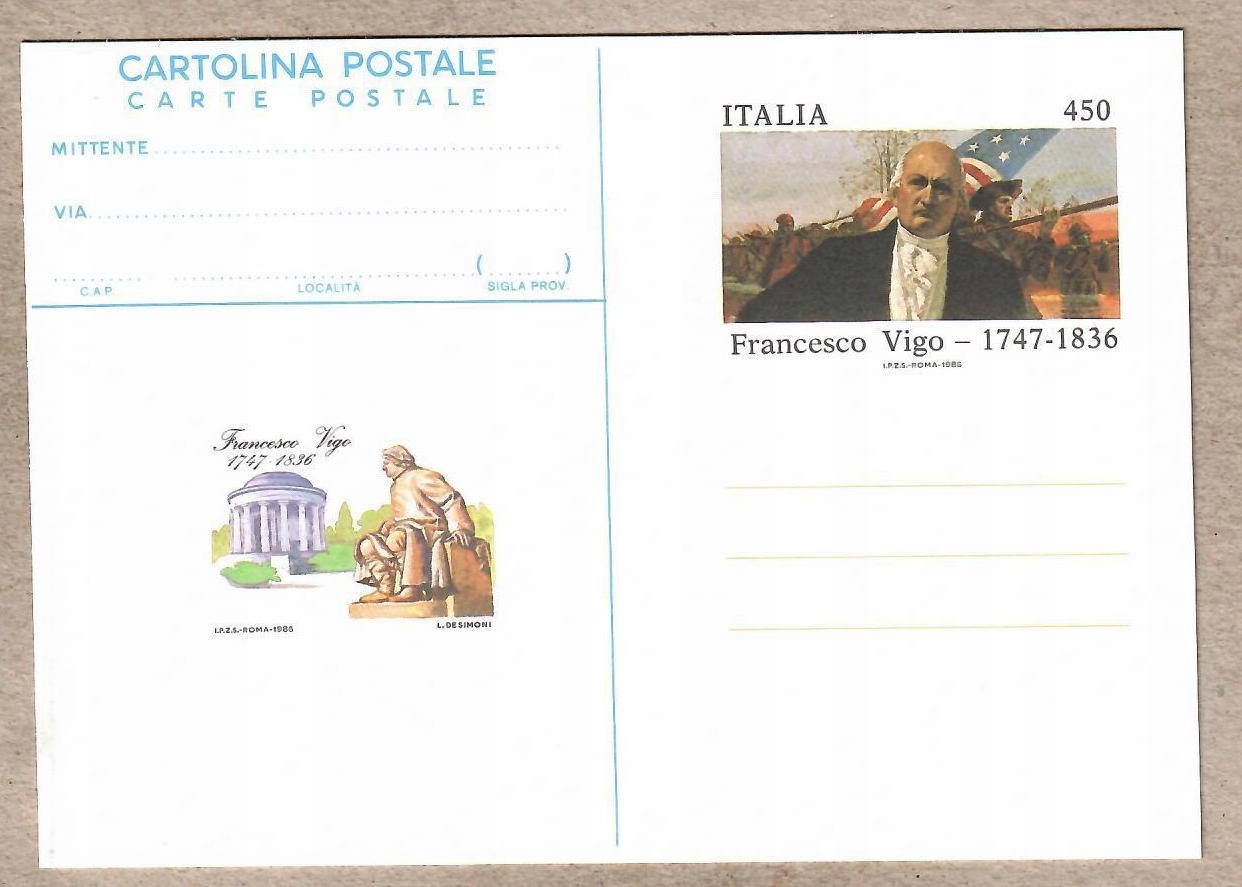 CARTOLINA POSTALE
CARTE POSTALE
MITTENTE
VIA
( )
C.A.P. LOCALITÀ SIGLA PROV.
ITALIA 450
Francesco Vigo – 1747-1836
I.P.Z.S.-ROMA-1986
Francesco Vigo
1747-1836
I.P.Z.S.-ROMA-1986 L. DESIMONI